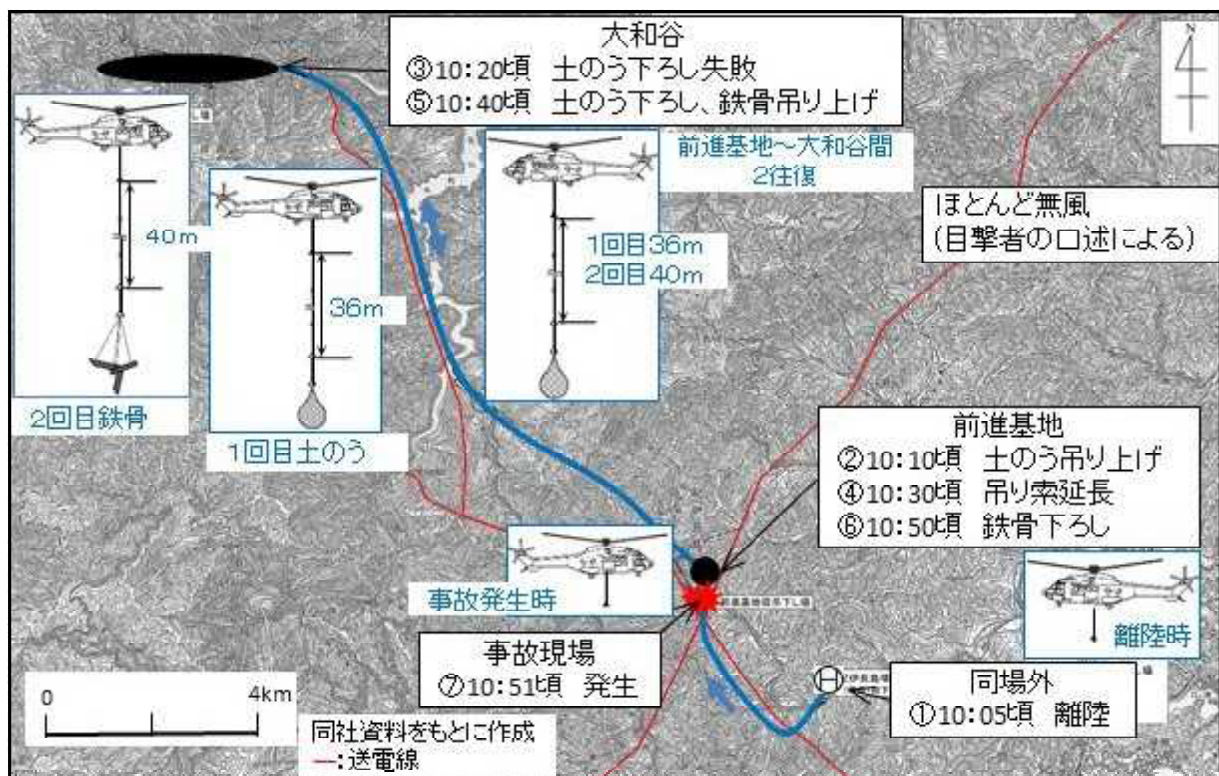 大和谷
③10:20頃 土のう下ろし失敗
⑤10:40頃 土のう下ろし、鉄骨吊り上げ
N
前進基地~大和谷間
2往復
ほとんど無風
(目撃者の口述による)
40m
36m
1回目36m
2回目40m
2回目鉄骨
1回目土のう
前進基地
②10:10頃 土のう吊り上げ
④10:30頃 吊り索延長
⑥10:50頃 鉄骨下ろし
事故発生時
離陸時
事故現場
⑦10:51頃 発生
H
同場外
①10:05頃 離陸
0
4km
同社資料をもとに作成
―:送電線